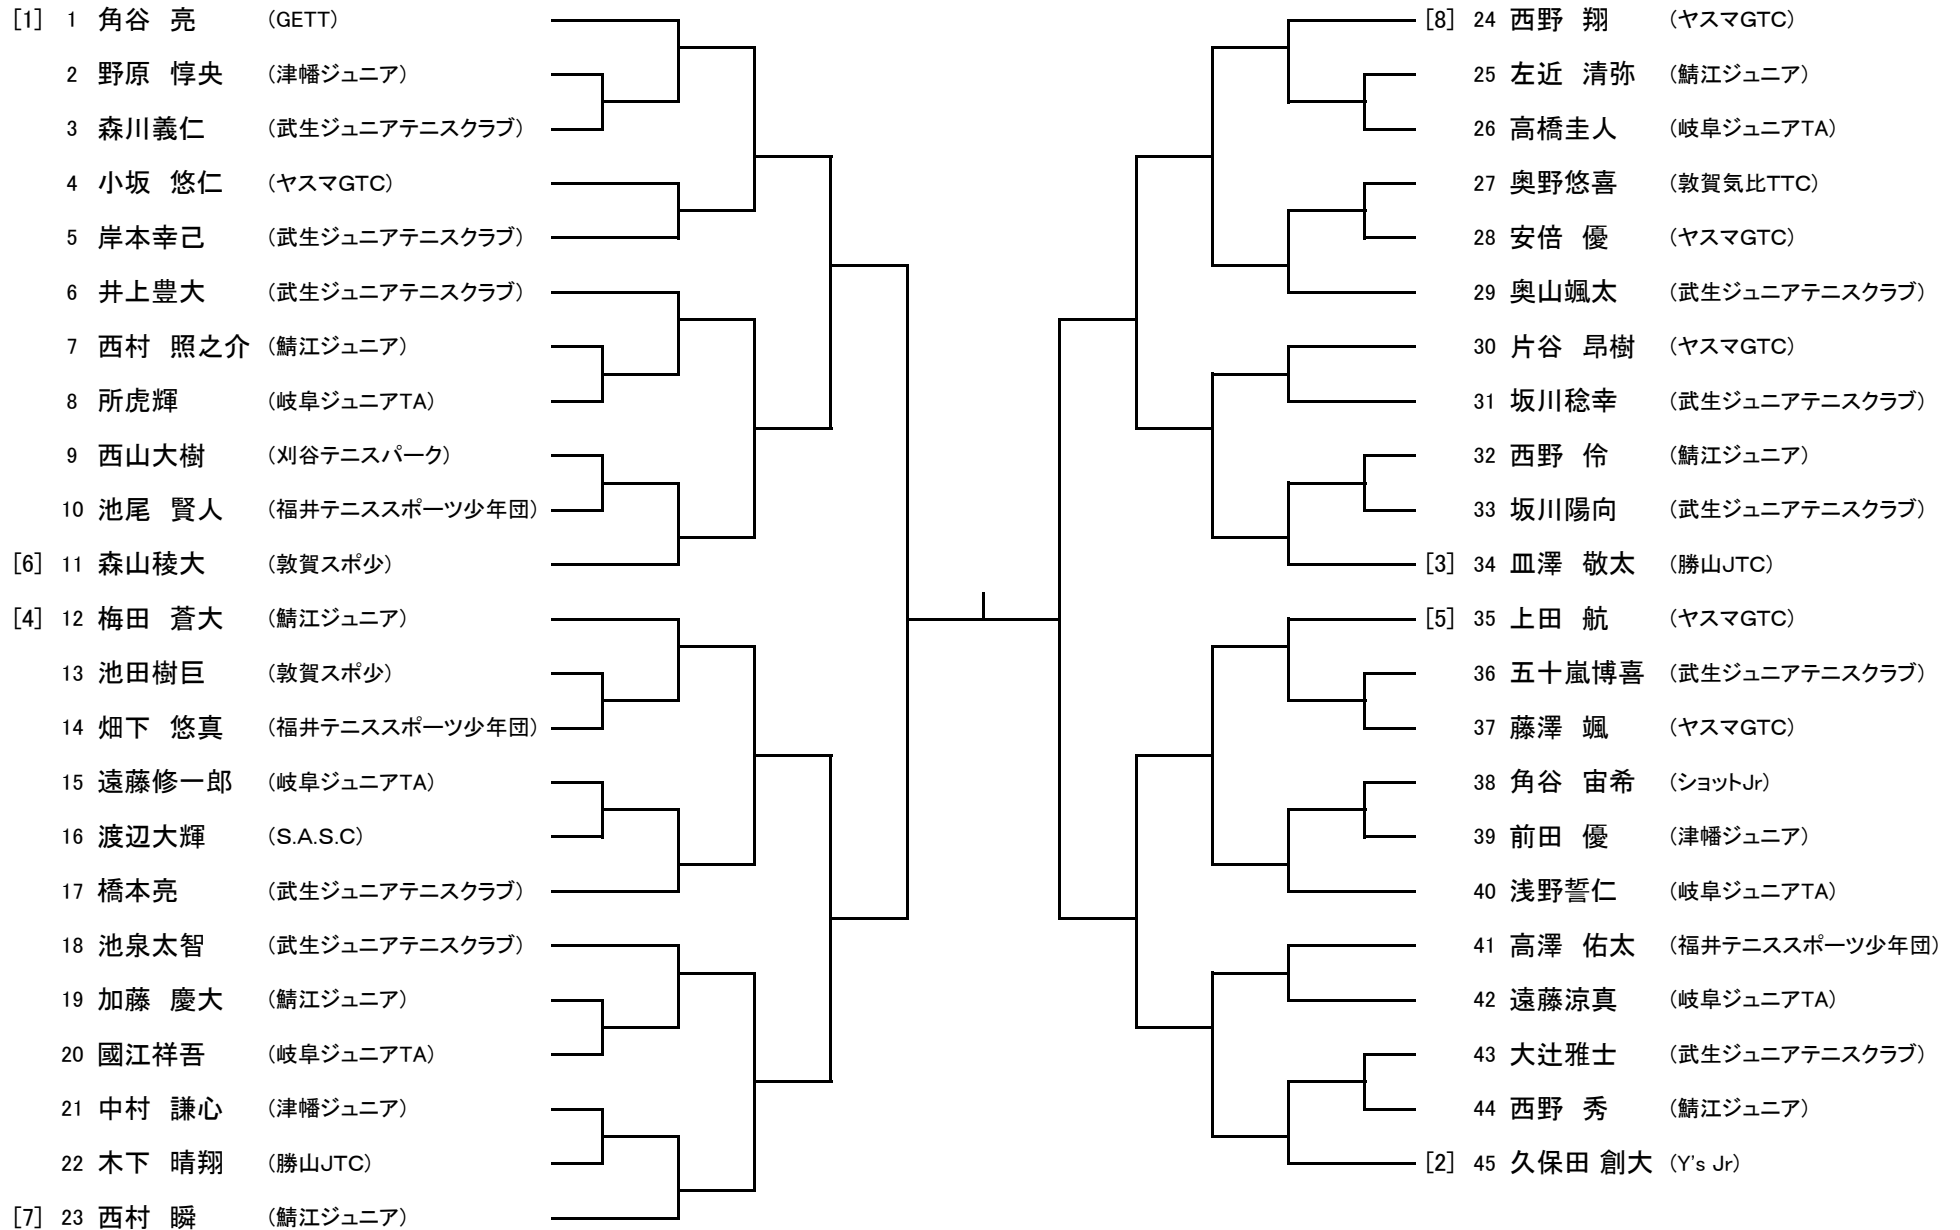 [1] 1 角谷　亮 (GETT)
2 野原　惇央 (津幡ジュニア)
3 森川義仁 (武生ジュニアテニスクラブ)
4 小坂　悠仁 (ヤスマGTC)
5 岸本幸己 (武生ジュニアテニスクラブ)
6 井上豊大 (武生ジュニアテニスクラブ)
7 西村　照之介 (鯖江ジュニア)
8 所虎輝 (岐阜ジュニアTA)
9 西山大樹 (刈谷テニスパーク)
10 池尾　賢人 (福井テニススポーツ少年団)
[6] 11 森山稜大 (敦賀スポ少)
[4] 12 梅田　蒼大 (鯖江ジュニア)
13 池田樹巨 (敦賀スポ少)
14 畑下　悠真 (福井テニススポーツ少年団)
15 遠藤修一郎 (岐阜ジュニアTA)
16 渡辺大輝 (S.A.S.C)
17 橋本亮 (武生ジュニアテニスクラブ)
18 池泉太智 (武生ジュニアテニスクラブ)
19 加藤　慶大 (鯖江ジュニア)
20 國江祥吾 (岐阜ジュニアTA)
21 中村　謙心 (津幡ジュニア)
22 木下　晴翔 (勝山JTC)
[7] 23 西村　瞬 (鯖江ジュニア)
[8] 24 西野　翔 (ヤスマGTC)
25 左近　清弥 (鯖江ジュニア)
26 高橋圭人 (岐阜ジュニアTA)
27 奥野悠喜 (敦賀気比TTC)
28 安倍　優 (ヤスマGTC)
29 奥山颯太 (武生ジュニアテニスクラブ)
30 片谷　昂樹 (ヤスマGTC)
31 坂川稔幸 (武生ジュニアテニスクラブ)
32 西野　伶 (鯖江ジュニア)
33 坂川陽向 (武生ジュニアテニスクラブ)
[3] 34 皿澤　敬太 (勝山JTC)
[5] 35 上田　航 (ヤスマGTC)
36 五十嵐博喜 (武生ジュニアテニスクラブ)
37 藤澤　颯 (ヤスマGTC)
38 角谷　宙希 (ショットJr)
39 前田　優 (津幡ジュニア)
40 浅野誓仁 (岐阜ジュニアTA)
41 高澤　佑太 (福井テニススポーツ少年団)
42 遠藤涼真 (岐阜ジュニアTA)
43 大辻雅士 (武生ジュニアテニスクラブ)
44 西野　秀 (鯖江ジュニア)
[2] 45 久保田 創大 (Y's Jr)